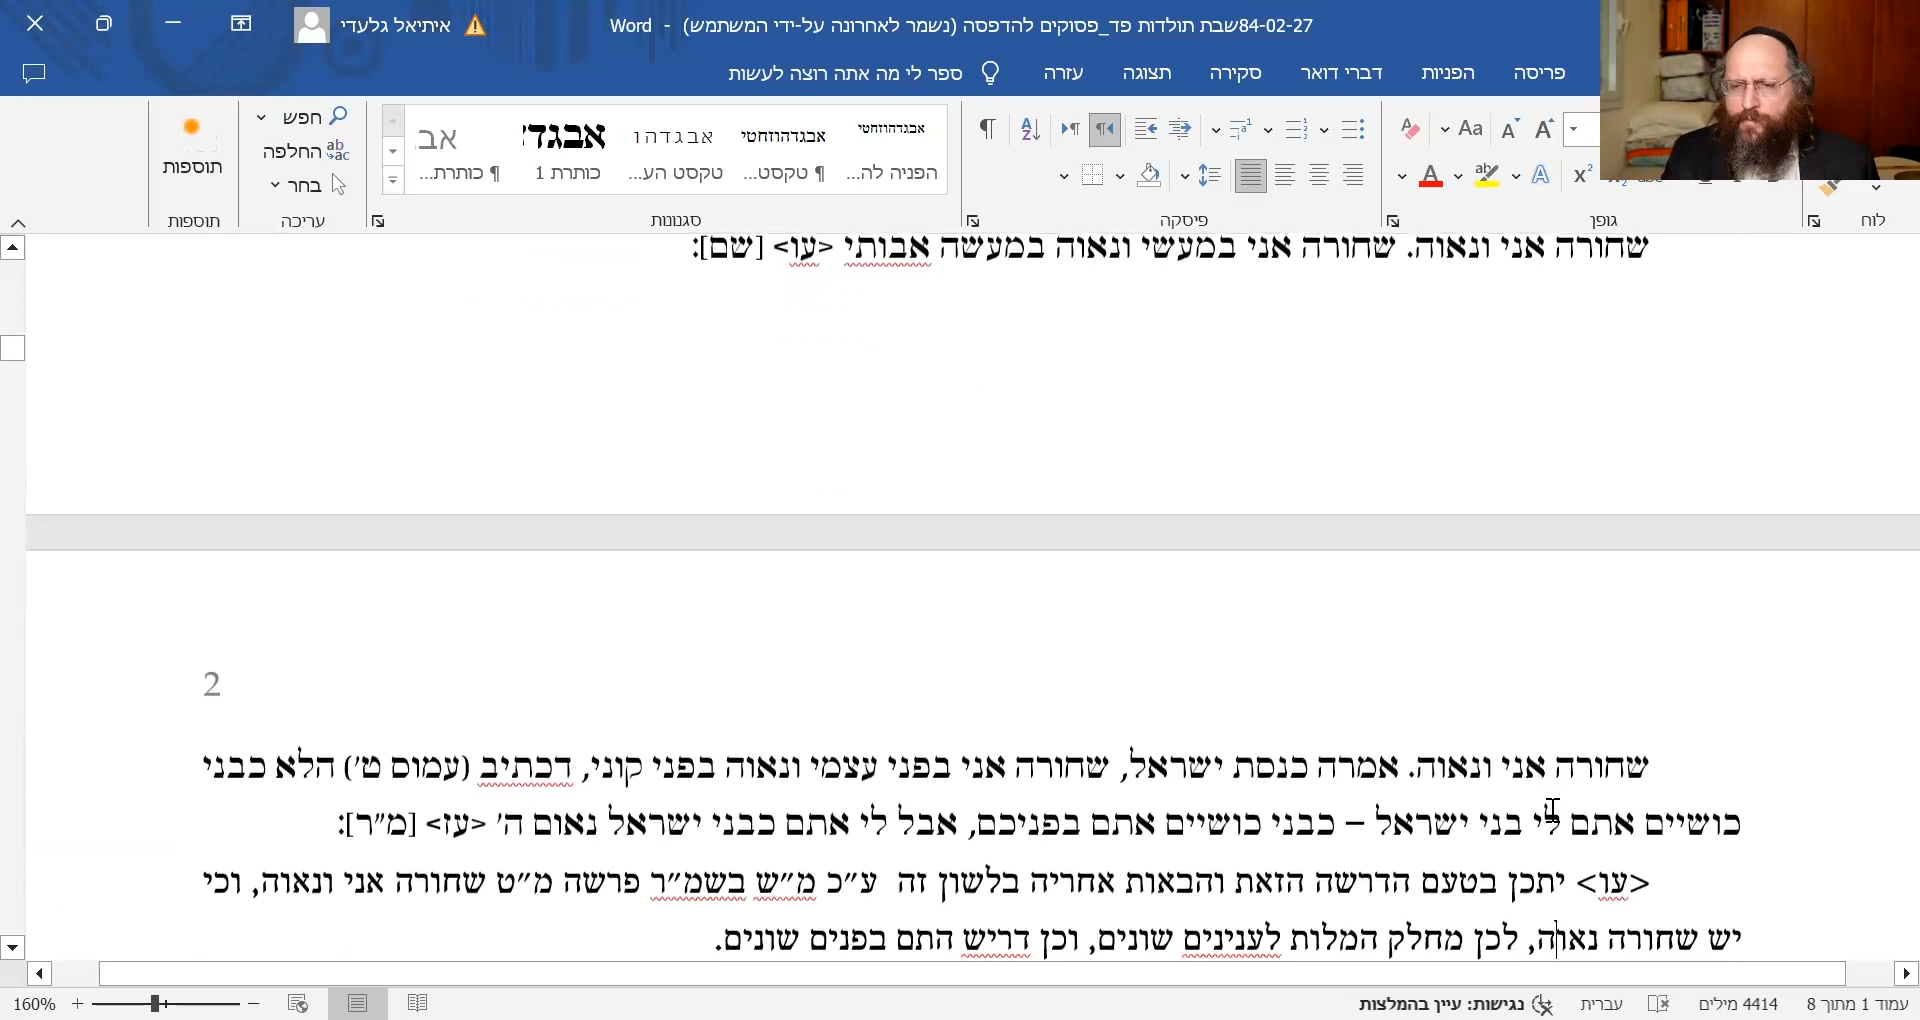 84-02-27שבת תולדות פד_פסוקים להדפסה (נשמר לאחרונה על-ידי המשתמש) - Word
איתיאל גלעדי
פריסה הפניות דברי דואר סקירה תצוגה עזרה ספר לי מה אתה רוצה לעשות
אבגדהוזחטי אבגדהוזחטי אבגדהו אבגדו אב
הפניה לה... ¶ טקסט... טקסט הע... כותרת 1 ¶ כותרת...
חפש
החלפה
בחר
תוספות
לוח גופן פיסקה סגנונות עריכה תוספות
שחורה אני ונאוה. שחורה אני במעשי ונאוה במעשה אבותי <עו> [שם]:
2
שחורה אני ונאוה. אמרה כנסת ישראל, שחורה אני בפני עצמי ונאוה בפני קוני, דכתיב (עמוס ט') הלא כבני
כושיים אתם לי בני ישראל – כבני כושיים אתם בפניכם, אבל לי אתם כבני ישראל נאום ה' <עז> [מ"ר]:
<עו> יתכן בטעם הדרשה הזאת והבאות אחריה בלשון זה ע"כ מ"ש בשמ"ר פרשה מ"ט שחורה אני ונאוה, וכי
יש שחורה נאוה, לכן מחלק המלות לענינים שונים, וכן דריש התם בפנים שונים.
עמוד 1 מתוך 8 4414 מילים עברית נגישות: עיין בהמלצות 160%